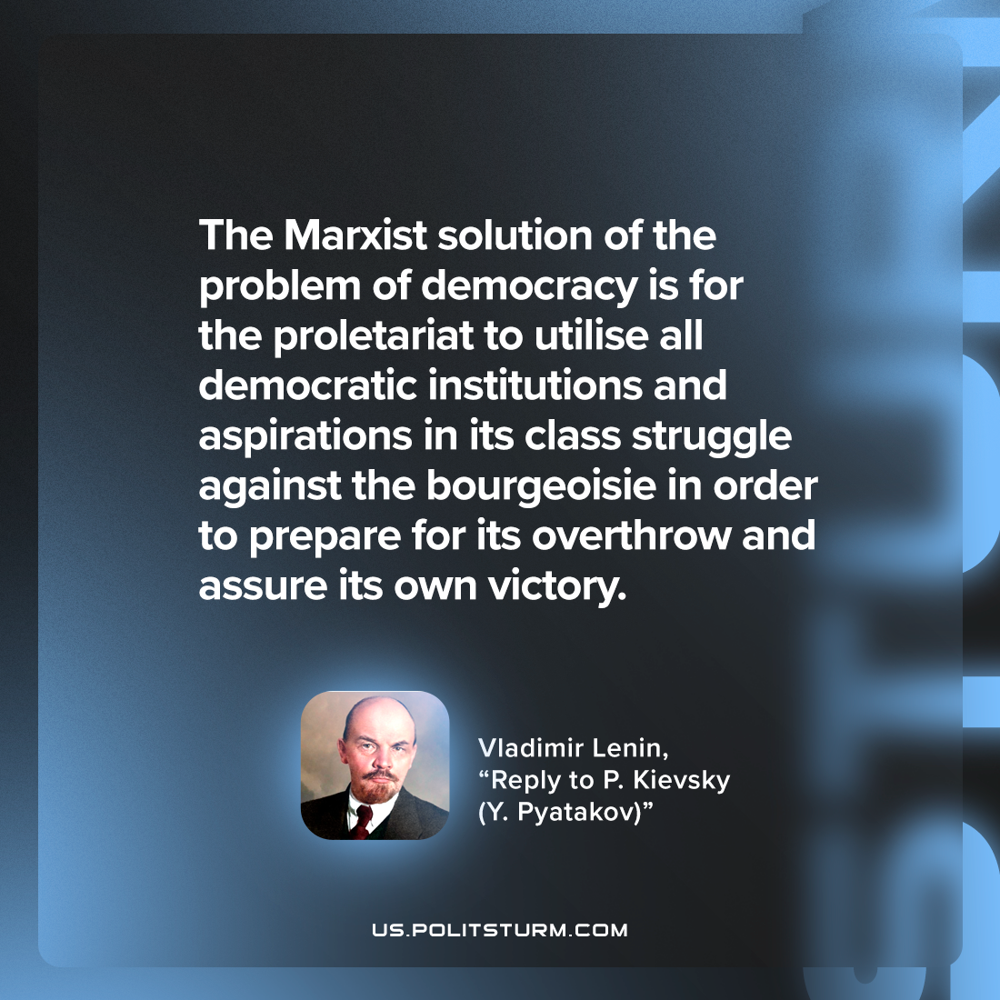 The Marxist solution of the
problem of democracy is for
the proletariat to utilise all
democratic institutions and
aspirations in its class struggle
against the bourgeoisie in order
to prepare for its overthrow and
assure its own victory.
Vladimir Lenin,
“Reply to P. Kievsky
(Y. Pyatakov)”
US.POLITSTURM.COM